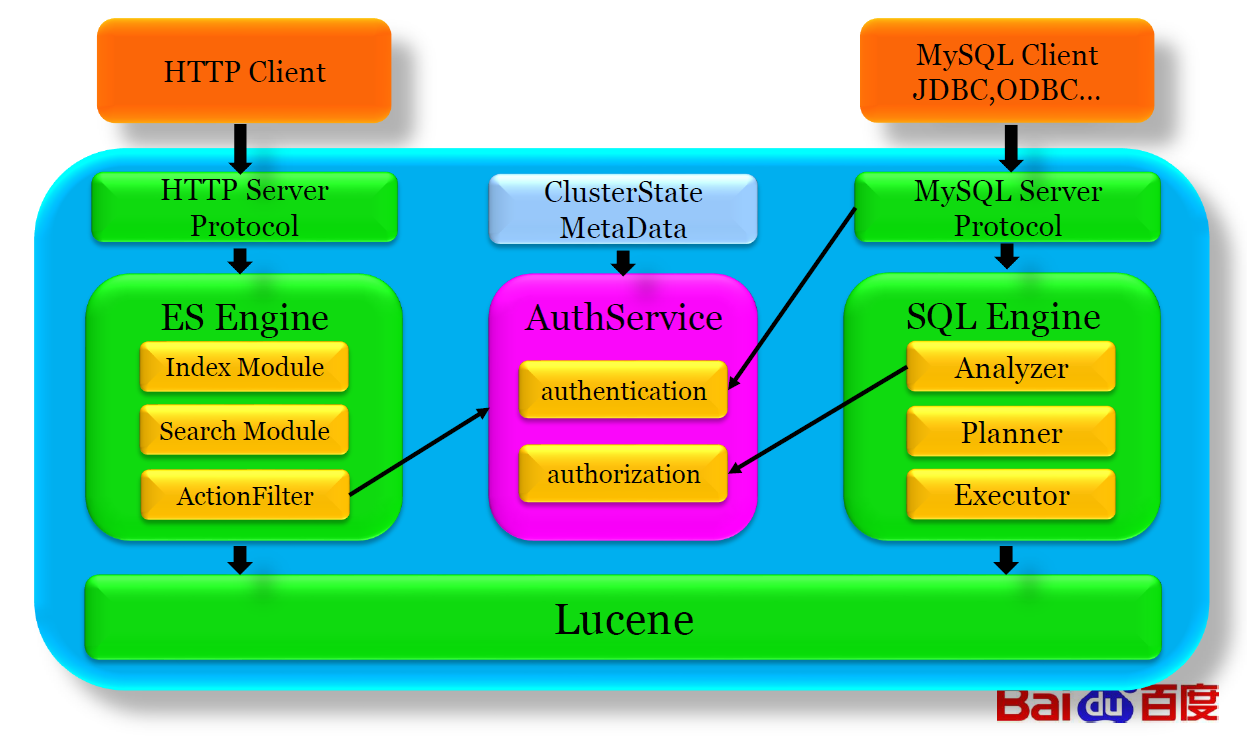 HTTP Client
MySQL Client
JDBC,ODBC...
HTTP Server
Protocol
ClusterState
MetaData
MySQL Server
Protocol
ES Engine
Index Module
Search Module
ActionFilter
AuthService
authentication
authorization
SQL Engine
Analyzer
Planner
Executor
Lucene
Bai du 百度